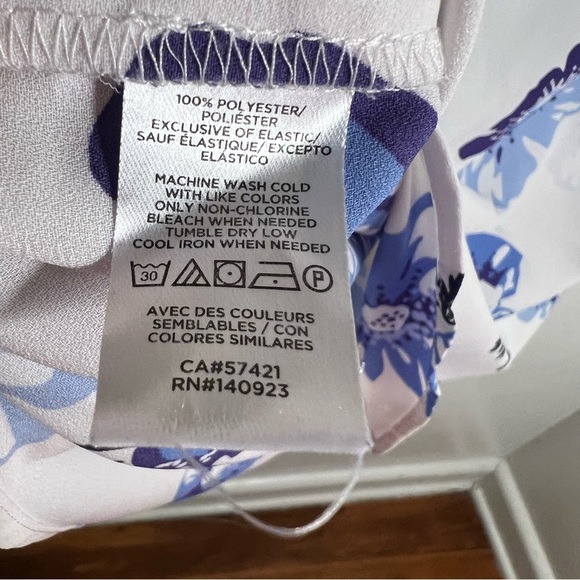 100% POLYESTER/
POLIÉSTER
EXCLUSIVE OF ELASTIC/
SAUF ÉLASTIQUE/ EXCEPTO
ELÁSTICO
MACHINE WASH COLD
WITH LIKE COLORS
ONLY NON-CHLORINE
BLEACH WHEN NEEDED
TUMBLE DRY LOW
COOL IRON WHEN NEEDED
30 P
AVEC DES COULEURS
SEMBLABLES / CON
COLORES SIMILARES
CA#57421
RN#140923